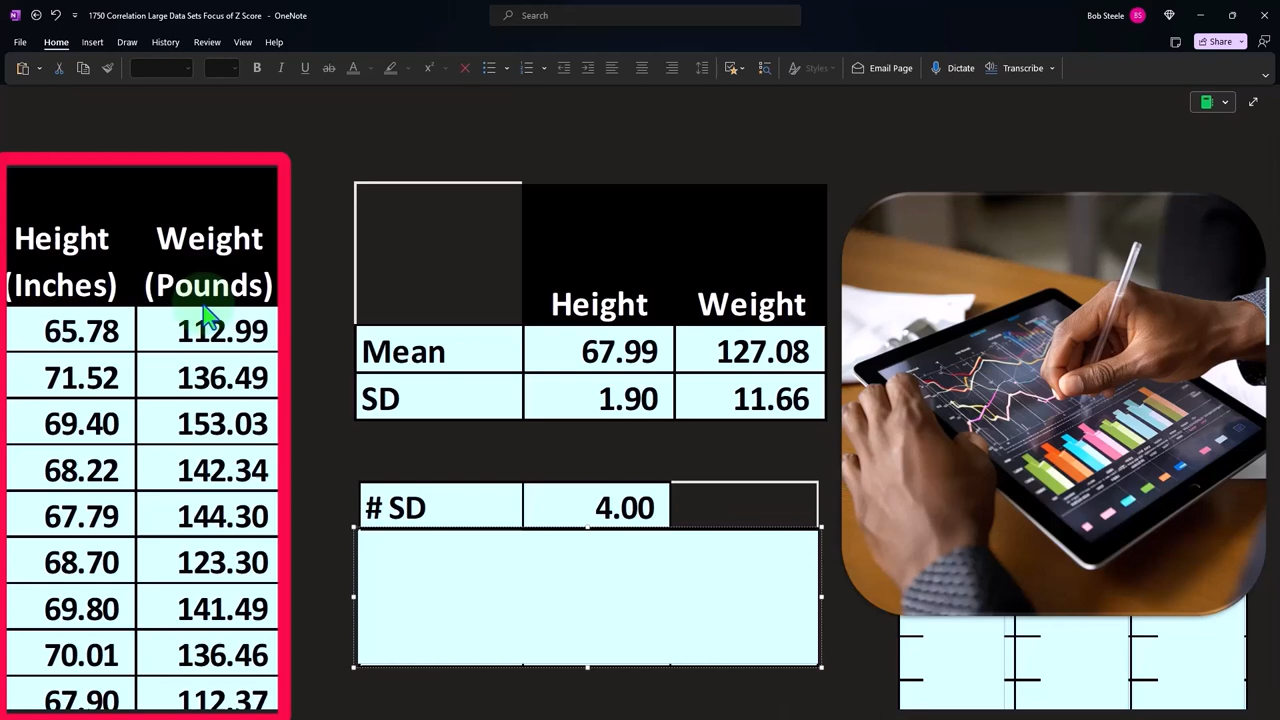 1750 Correlation Large Data Sets Focus of Z Score - OneNote
Search
Bob Steele
BS
File Home Insert Draw History Review View Help
Share
Styles
Email Page
Dictate
Transcribe
Height (Inches) Weight (Pounds)
65.78 112.99
71.52 136.49
69.40 153.03
68.22 142.34
67.79 144.30
68.70 123.30
69.80 141.49
70.01 136.46
67.90 112.37
Height Weight
Mean 67.99 127.08
SD 1.90 11.66
# SD 4.00